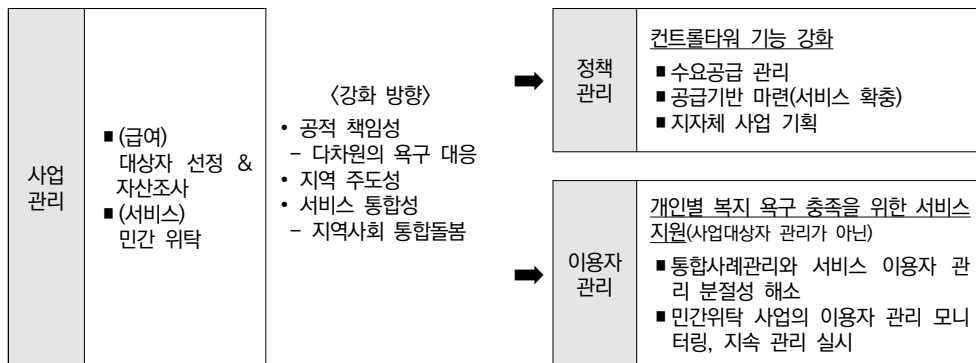 사업
관리
■ (급여)
대상자 선정 &
자산조사
■ (서비스)
민간 위탁
〈강화 방향〉
• 공적 책임성
– 다차원의 욕구 대응
• 지역 주도성
• 서비스 통합성
– 지역사회 통합돌봄
정책
관리
컨트롤타워 기능 강화
■ 수요공급 관리
■ 공급기반 마련(서비스 확충)
■ 지자체 사업 기획
이용자
관리
개인별 복지 욕구 충족을 위한 서비스
지원(사업대상자 관리가 아닌)
■ 통합사례관리와 서비스 이용자 관
리 분절성 해소
■ 민간위탁 사업의 이용자 관리 모니
터링, 지속 관리 실시